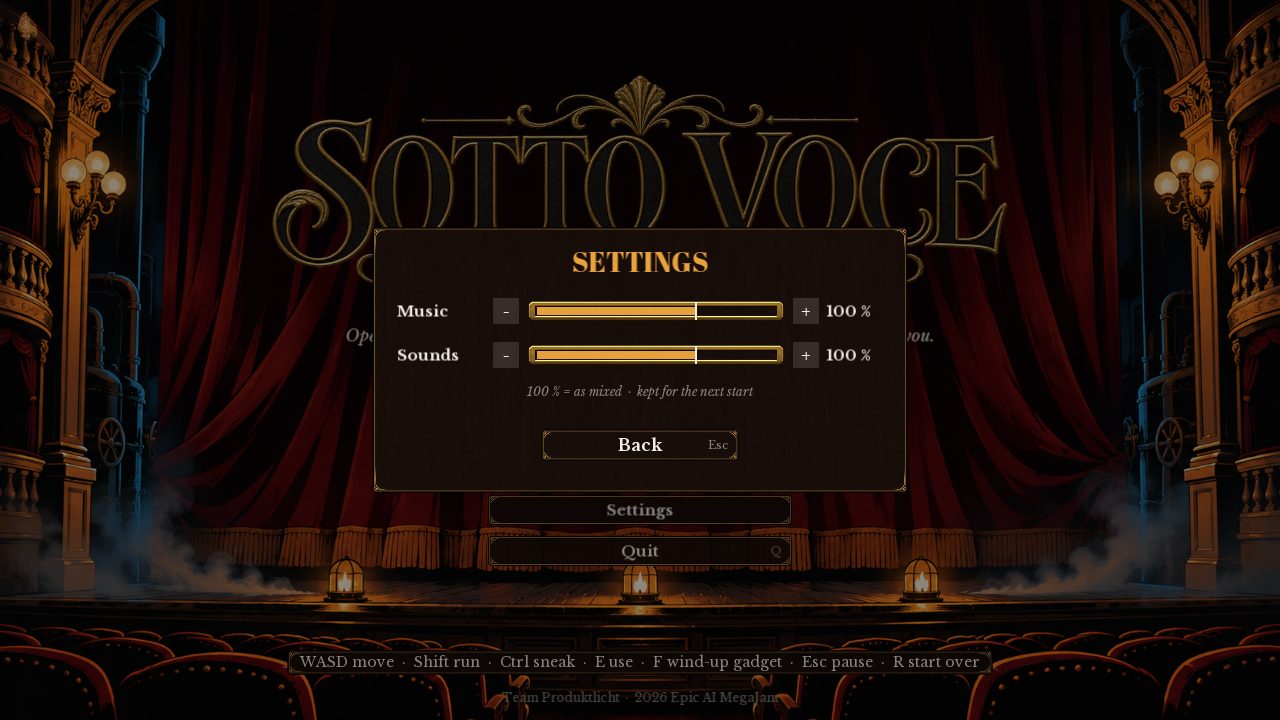 SOTTO VOCE
SETTINGS
Music - + 100 %
Ope you.
Sounds - + 100 %
100 % = as mixed · kept for the next start
Back Esc
Settings
Quit Q
WASD move · Shift run · Ctrl sneak · E use · F wind-up gadget · Esc pause · R start over
Team Produktlicht · 2026 Epic AI MegaJam